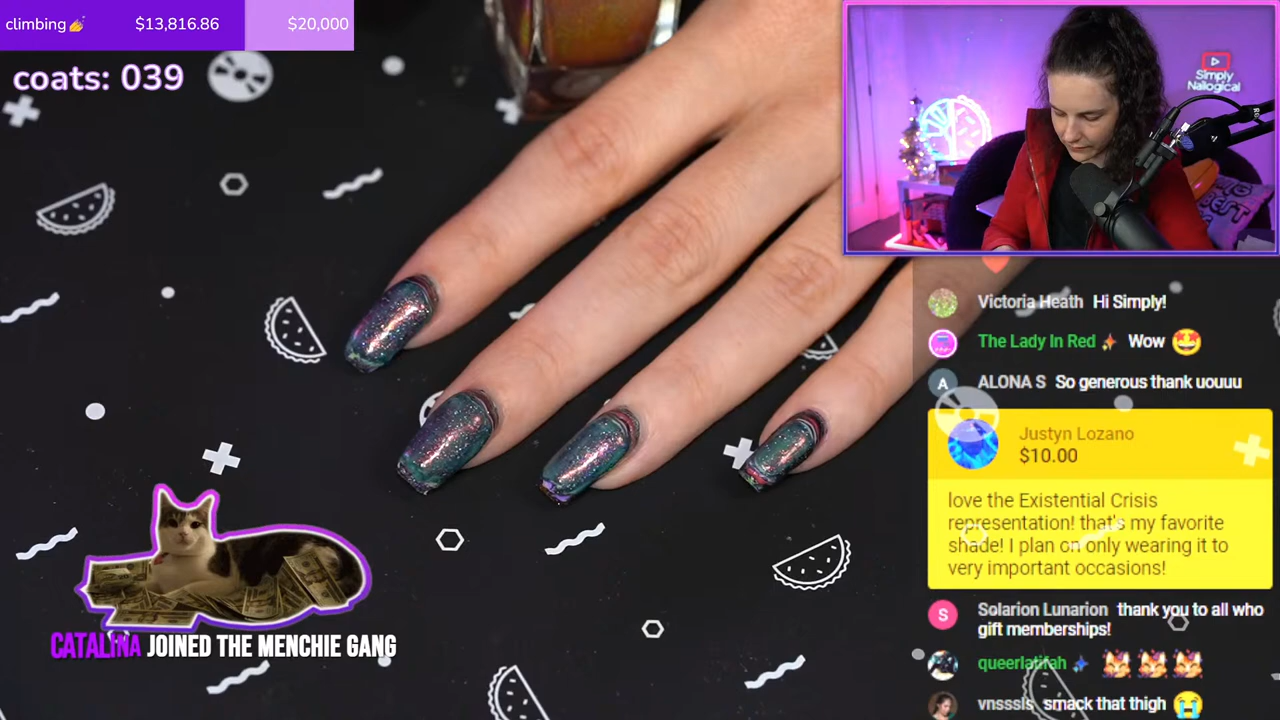 climbing💅 $13,816.86 $20,000
coats: 039
Simply
Nailogical
Victoria Heath Hi Simply!
The Lady In Red ✨ Wow 🤩
A ALONA S So generous thank uouuu
Justyn Lozano
$10.00
love the Existential Crisis
representation! that's my favorite
shade! I plan on only wearing it to
very important occasions!
S Solarion Lunarion thank you to all who
gift memberships!
queerlatifah
vnsssls smack that thigh 😭
CATALINA JOINED THE MENCHIE GANG